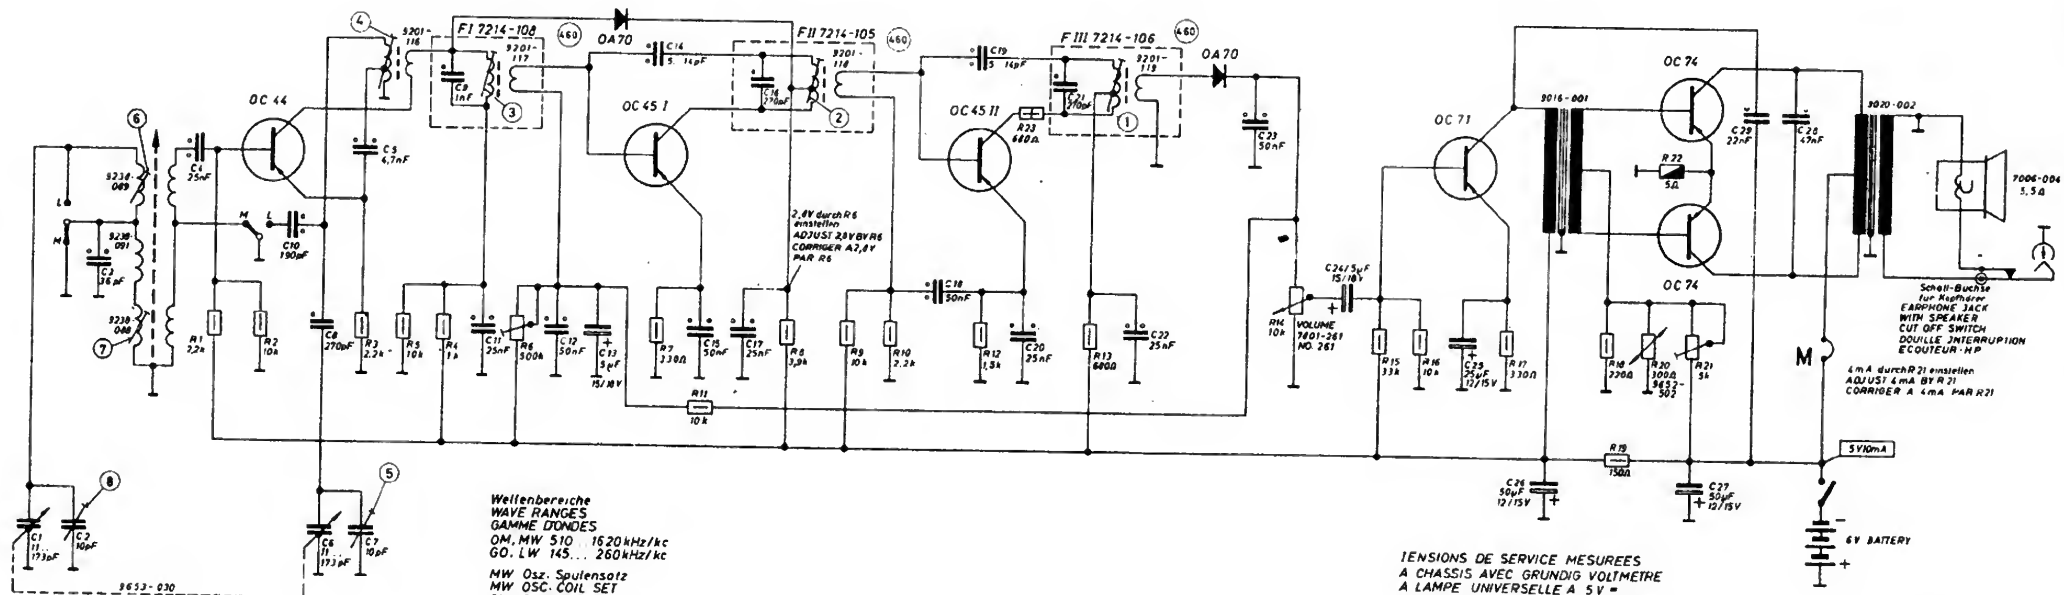 4
9201-
116
F I 7214-108
9201-
117
460
OA70
C14
5...14pF
F II 7214-105
9201-
118
460
C19
5...14pF
F III 7214-106
9201-
119
460
OA70
C9
1nF
3
C16
270pF
2
C21
270pF
1
OC 44
OC 45 I
OC 45 II
R23
680Ω
C23
50nF
OC 71
9016-001
OC 74
R22
5Ω
OC 74
C29
22nF
C28
47nF
9020-002
7006-004
5,5Ω
6
9238-
089
L
M
C3
36pF
9238-
091
9238-
088
7
C4
25nF
M
L
C10
190pF
C5
4,7nF
R1
2,2k
R2
10k
C8
270pF
R3
2.2k
R5
10k
R4
1k
C11
25nF
R6
500k
C12
50nF
C13
5µF
15/18V
R7
330Ω
C15
50nF
C17
25nF
2,8V durch R6
einstellen
ADJUST 2,8V BY R6
CORRIGER A 2,8V
PAR R6
R8
3,9k
R9
10k
R10
2.2k
C18
50nF
R12
1,5k
C20
25nF
R13
680Ω
C22
25nF
R11
10k
R14
10k
VOLUME
7801-261
NO. 261
C24/5µF
15/18V
R15
33k
R16
10k
C25
25µF
12/15V
R17
330Ω
R18
220Ω
R20
300Ω
9652-
502
R21
5k
Schalt-Buchse
für Kopfhörer
EARPHONE JACK
WITH SPEAKER
CUT OFF SWITCH
DOUILLE INTERRUPTION
ECOUTEUR-HP
M
4mA durch R21 einstellen
ADJUST 4mA BY R21
CORRIGER A 4mA PAR R21
R19
150Ω
5V 10mA
C26
50µF
12/15V
C27
50µF
12/15V
6V BATTERY
8
C1
11...
173pF
C2
10pF
5
C6
11...
173pF
C7
10pF
9653-030
Wellenbereiche
WAVE RANGES
GAMME D'ONDES
OM, MW 510...1620kHz/kc
GO, LW 145...260kHz/kc
MW Osz. Spulensatz
MW OSC. COIL SET
TENSIONS DE SERVICE MESUREES
A CHASSIS AVEC GRUNDIG VOLTMETRE
A LAMPE UNIVERSELLE A 5V =